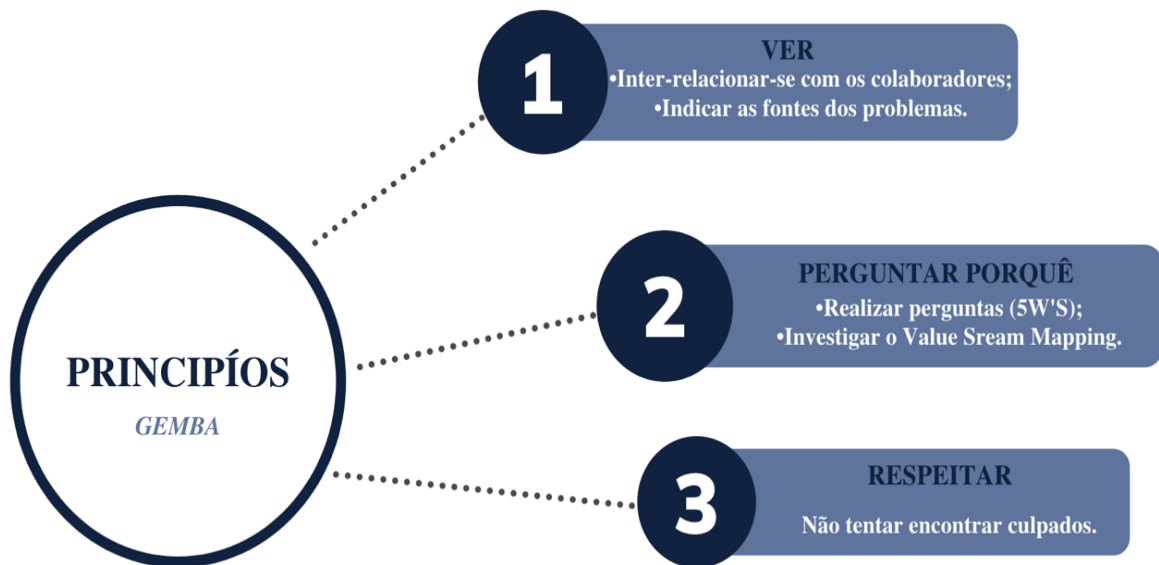 PRINCIPÍOS
GEMBA
1
VER
•Inter-relacionar-se com os colaboradores;
•Indicar as fontes dos problemas.
2
PERGUNTAR PORQUÊ
•Realizar perguntas (5W'S);
•Investigar o Value Sream Mapping.
3
RESPEITAR
Não tentar encontrar culpados.